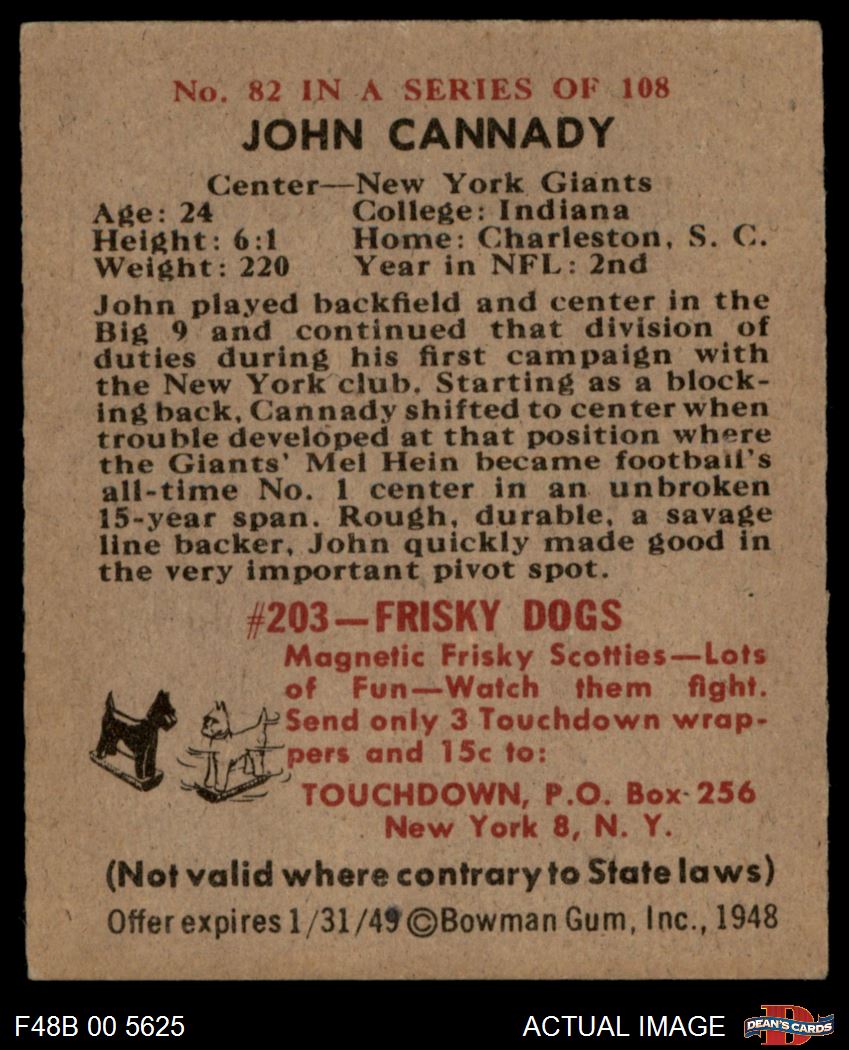 No. 82 IN A SERIES OF 108
JOHN CANNADY
Center—New York Giants
Age: 24 College: Indiana
Height: 6:1 Home: Charleston, S. C.
Weight: 220 Year in NFL: 2nd
John played backfield and center in the
Big 9 and continued that division of
duties during his first campaign with
the New York club. Starting as a block-
ing back, Cannady shifted to center when
trouble developed at that position where
the Giants' Mel Hein became football's
all-time No. 1 center in an unbroken
15-year span. Rough, durable, a savage
line backer, John quickly made good in
the very important pivot spot.
#203—FRISKY DOGS
Magnetic Frisky Scotties—Lots
of Fun—Watch them fight.
Send only 3 Touchdown wrap-
pers and 15c to:
TOUCHDOWN, P.O. Box 256
New York 8, N. Y.
(Not valid where contrary to State laws)
Offer expires 1/31/49 ©Bowman Gum, Inc., 1948
F48B 00 5625 ACTUAL IMAGE DEAN'S CARDS